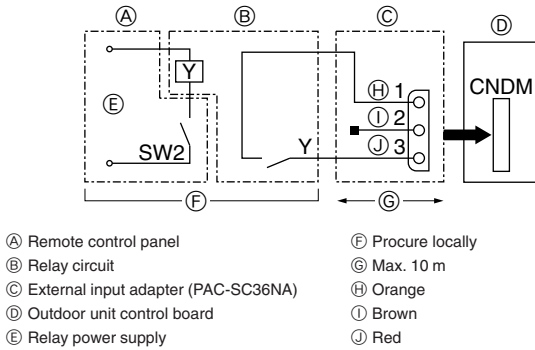 Ⓐ Ⓑ Ⓒ Ⓓ
Y
Ⓔ
SW2
Y
Ⓗ 1
Ⓘ 2
Ⓙ 3
CNDM
Ⓕ
Ⓖ
Ⓐ Remote control panel
Ⓑ Relay circuit
Ⓒ External input adapter (PAC-SC36NA)
Ⓓ Outdoor unit control board
Ⓔ Relay power supply
Ⓕ Procure locally
Ⓖ Max. 10 m
Ⓗ Orange
Ⓘ Brown
Ⓙ Red